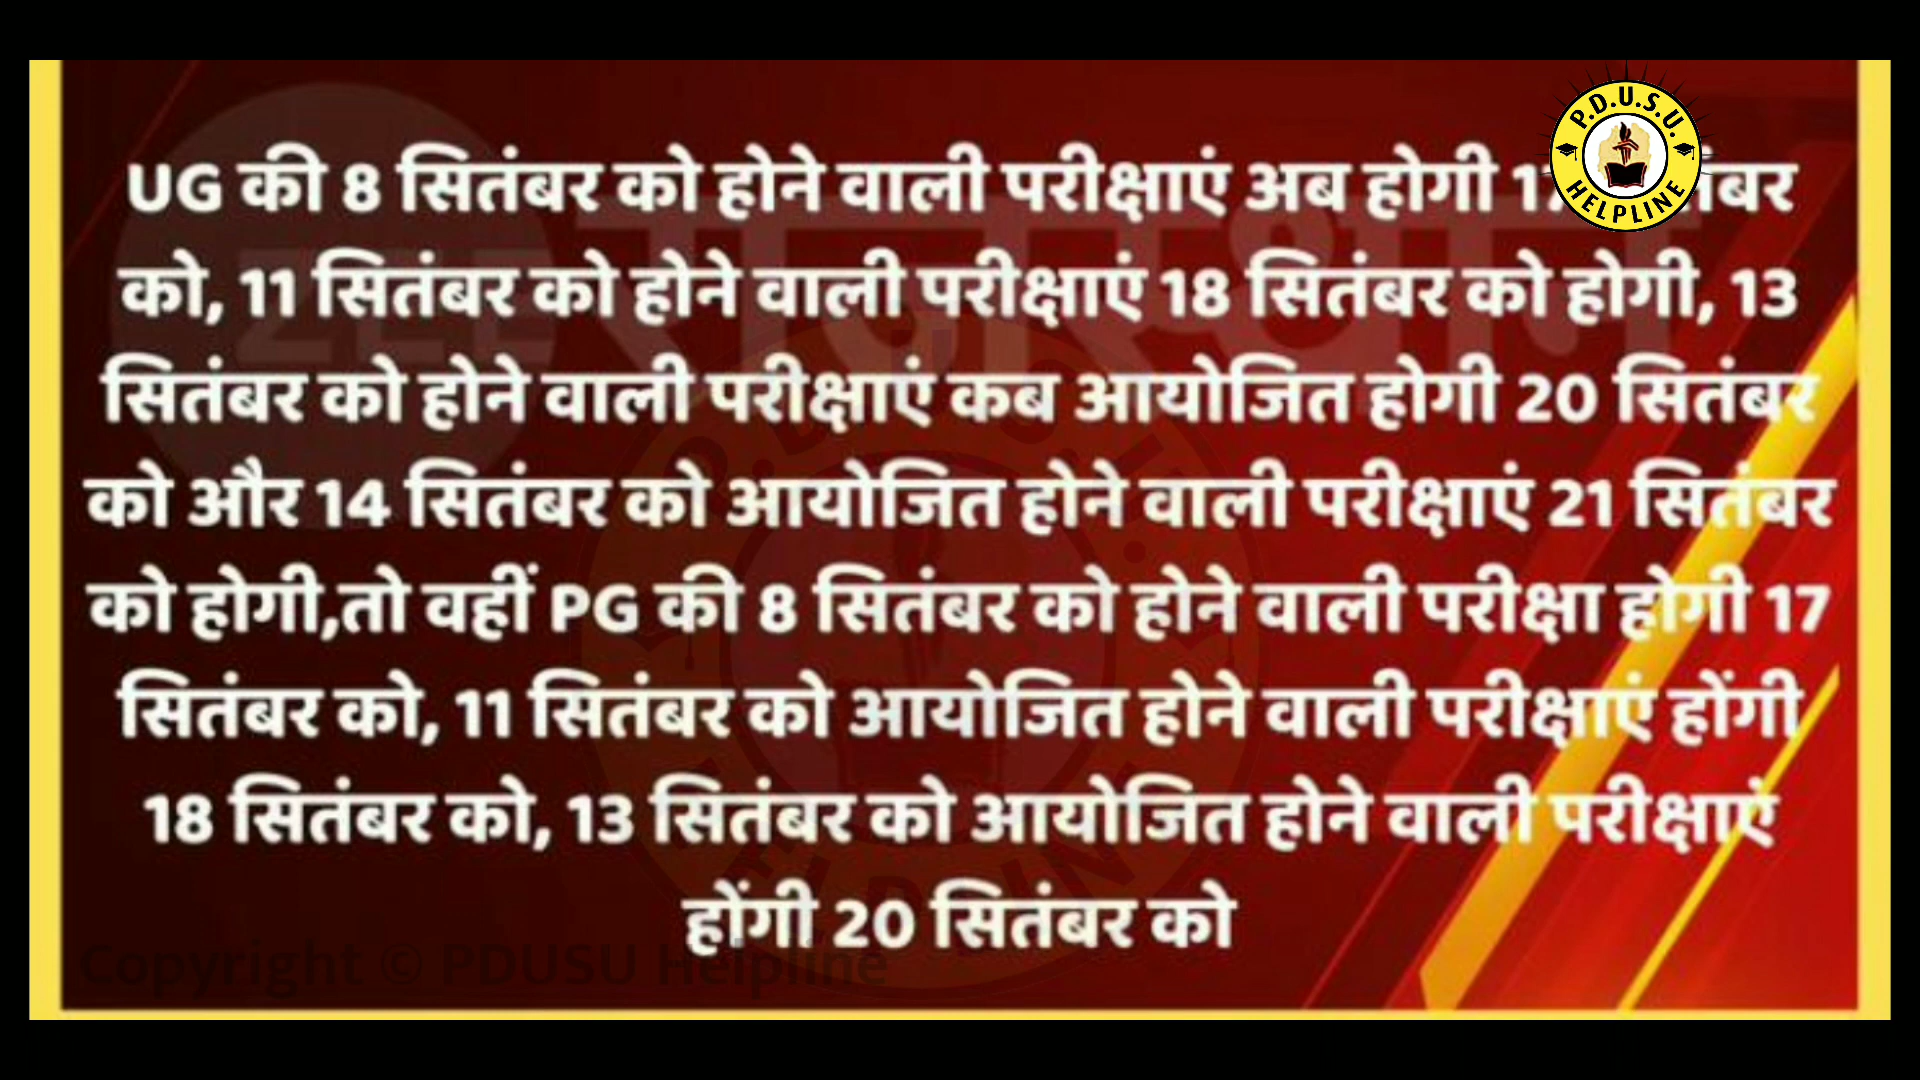 P.D.U.S.U.
HELPLINE
UG की 8 सितंबर को होने वाली परीक्षाएं अब होगी
को, 11 सितंबर को होने वाली परीक्षाएं 18 सितंबर को होगी, 13
सितंबर को होने वाली परीक्षाएं कब आयोजित होगी 20 सितंबर
को और 14 सितंबर को आयोजित होने वाली परीक्षाएं 21 सितंबर
को होगी,तो वहीं PG की 8 सितंबर को होने वाली परीक्षा होगी 17
सितंबर को, 11 सितंबर को आयोजित होने वाली परीक्षाएं होंगी
18 सितंबर को, 13 सितंबर को आयोजित होने वाली परीक्षाएं
होंगी 20 सितंबर को
Copyright © PDUSU Helpline
ZEE राजस्थान